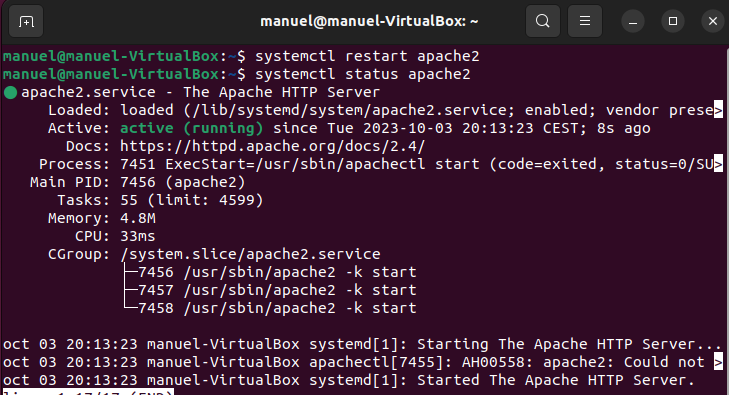 manuel@manuel-VirtualBox: ~
manuel@manuel-VirtualBox:~$ systemctl restart apache2
manuel@manuel-VirtualBox:~$ systemctl status apache2
● apache2.service - The Apache HTTP Server
     Loaded: loaded (/lib/systemd/system/apache2.service; enabled; vendor prese>
     Active: active (running) since Tue 2023-10-03 20:13:23 CEST; 8s ago
       Docs: https://httpd.apache.org/docs/2.4/
    Process: 7451 ExecStart=/usr/sbin/apachectl start (code=exited, status=0/SU>
   Main PID: 7456 (apache2)
      Tasks: 55 (limit: 4599)
     Memory: 4.8M
        CPU: 33ms
     CGroup: /system.slice/apache2.service
             ├─7456 /usr/sbin/apache2 -k start
             ├─7457 /usr/sbin/apache2 -k start
             └─7458 /usr/sbin/apache2 -k start
oct 03 20:13:23 manuel-VirtualBox systemd[1]: Starting The Apache HTTP Server...
oct 03 20:13:23 manuel-VirtualBox apachectl[7455]: AH00558: apache2: Could not >
oct 03 20:13:23 manuel-VirtualBox systemd[1]: Started The Apache HTTP Server.
lines 1-17/17 (END)